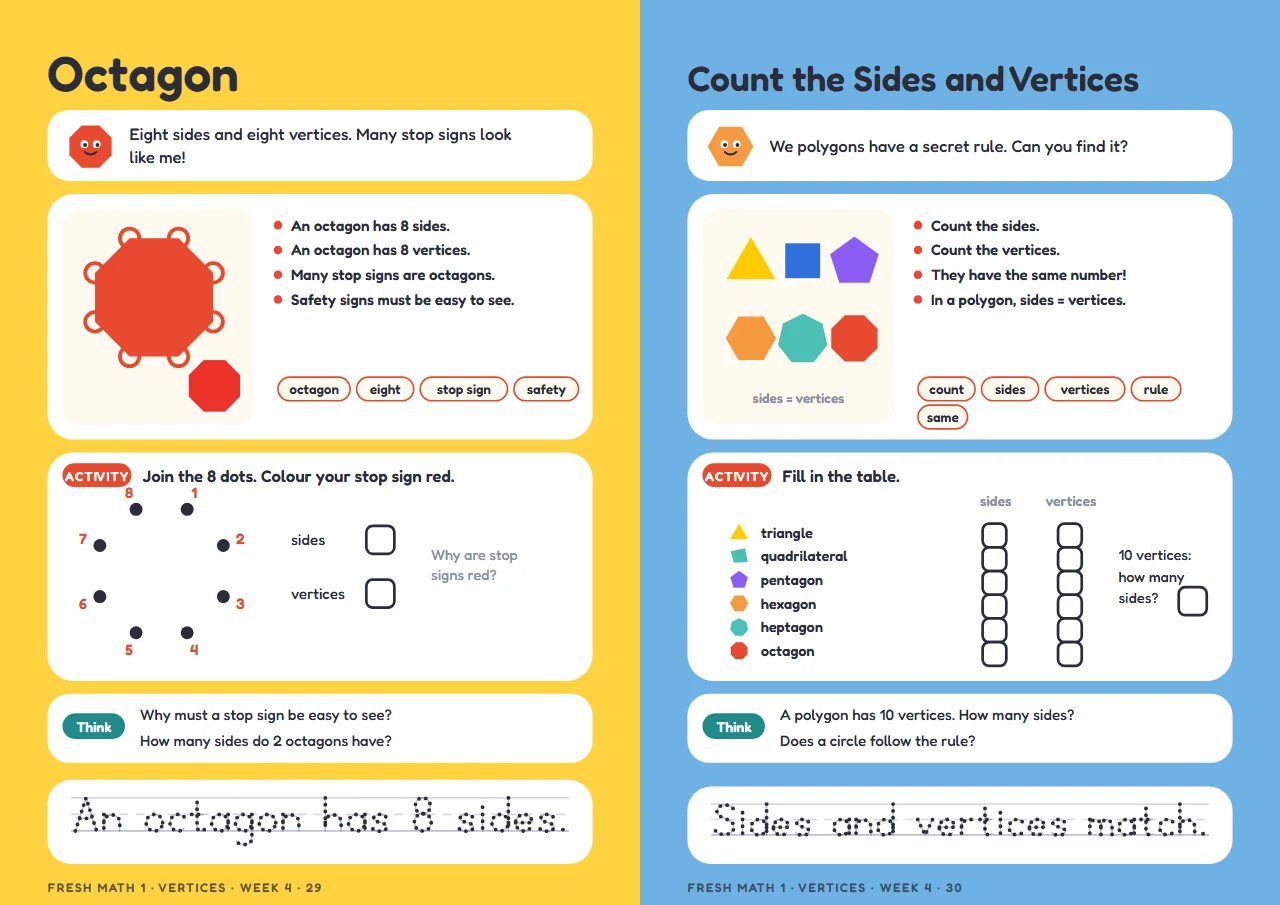 Octagon
Eight sides and eight vertices. Many stop signs look
like me!
An octagon has 8 sides.
An octagon has 8 vertices.
Many stop signs are octagons.
Safety signs must be easy to see.
octagon eight stop sign safety
ACTIVITY Join the 8 dots. Colour your stop sign red.
8 1
7 2
6 3
5 4
sides
vertices
Why are stop
signs red?
Think
Why must a stop sign be easy to see?
How many sides do 2 octagons have?
An octagon has 8 sides.
FRESH MATH 1 · VERTICES · WEEK 4 · 29
Count the Sides and Vertices
We polygons have a secret rule. Can you find it?
sides = vertices
Count the sides.
Count the vertices.
They have the same number!
In a polygon, sides = vertices.
count sides vertices rule
same
ACTIVITY Fill in the table.
sides vertices
triangle
quadrilateral
pentagon
hexagon
heptagon
octagon
10 vertices:
how many
sides?
Think
A polygon has 10 vertices. How many sides?
Does a circle follow the rule?
Sides and vertices match.
FRESH MATH 1 · VERTICES · WEEK 4 · 30